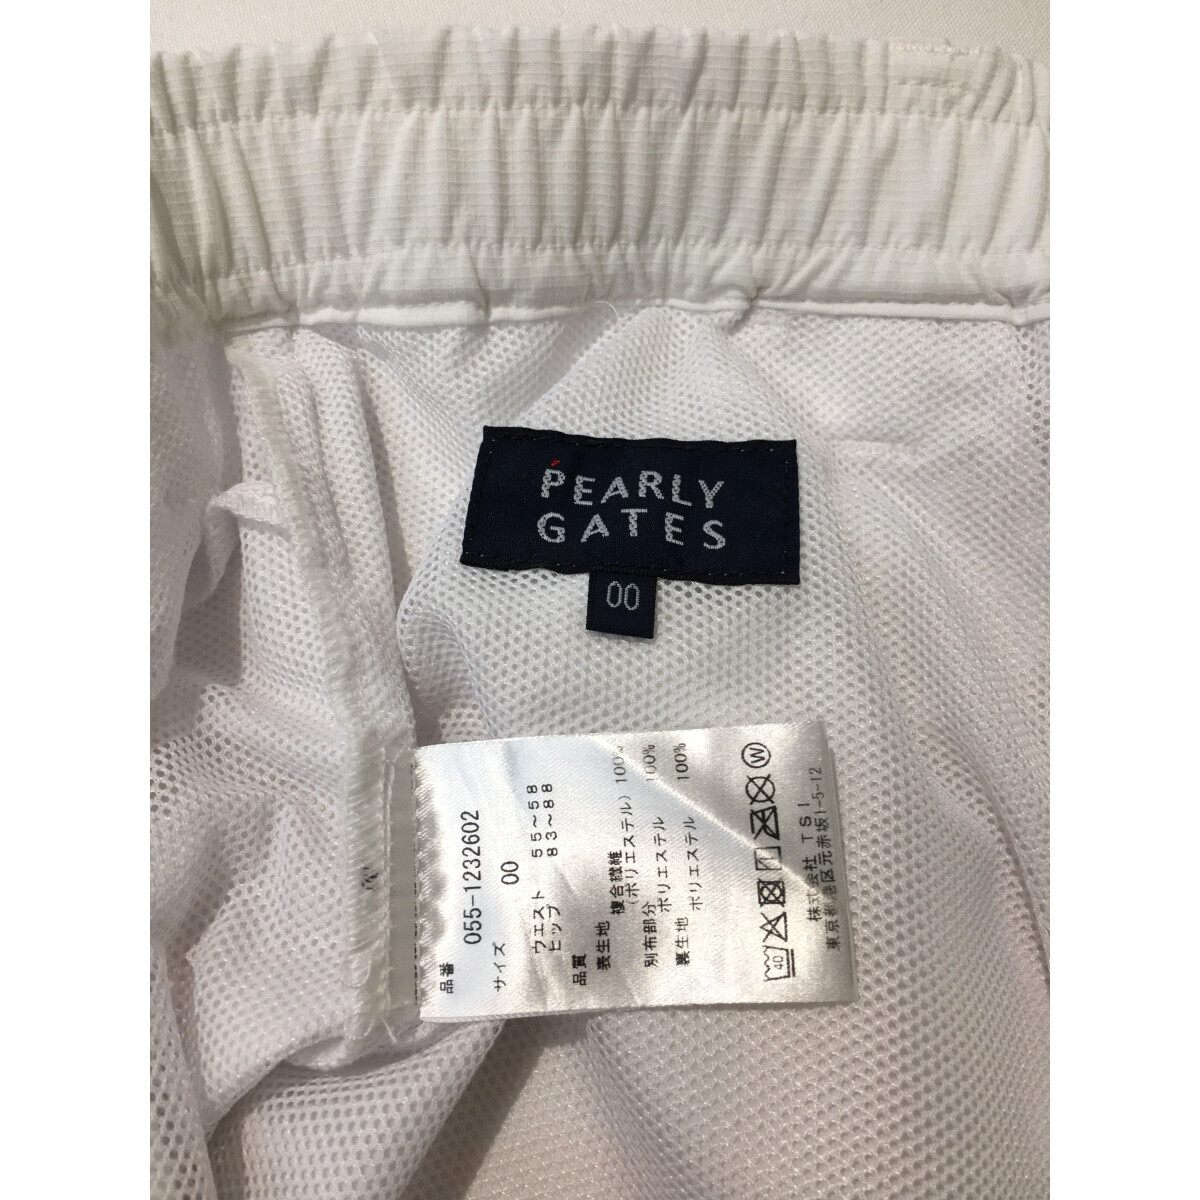 PEARLY
GATES
00
品番 055-1232602
サイズ 00
ウエスト 55~58
ヒップ 83~88
品質
表生地 複合繊維
(ポリエステル) 100%
別布部分
ポリエステル 100%
裏生地
ポリエステル 100%
40 W
株式会社 TSI
東京都港区元赤坂1-5-12